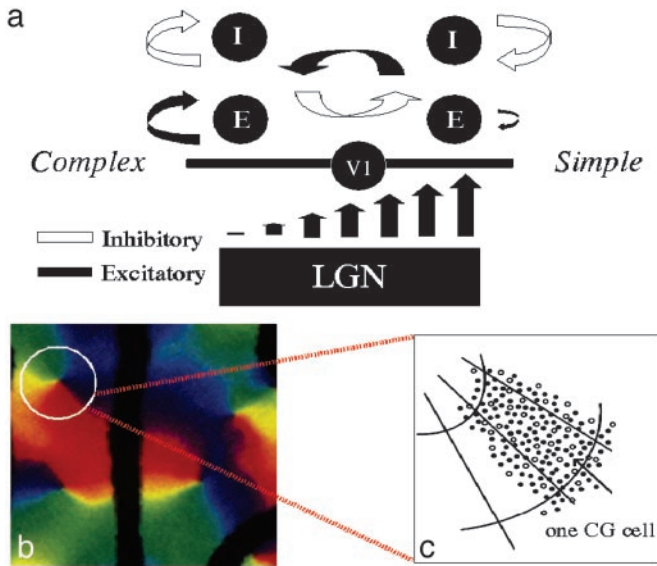 a
I I
E E
Complex V1 Simple
Inhibitory
Excitatory
LGN
b
c
one CG cell